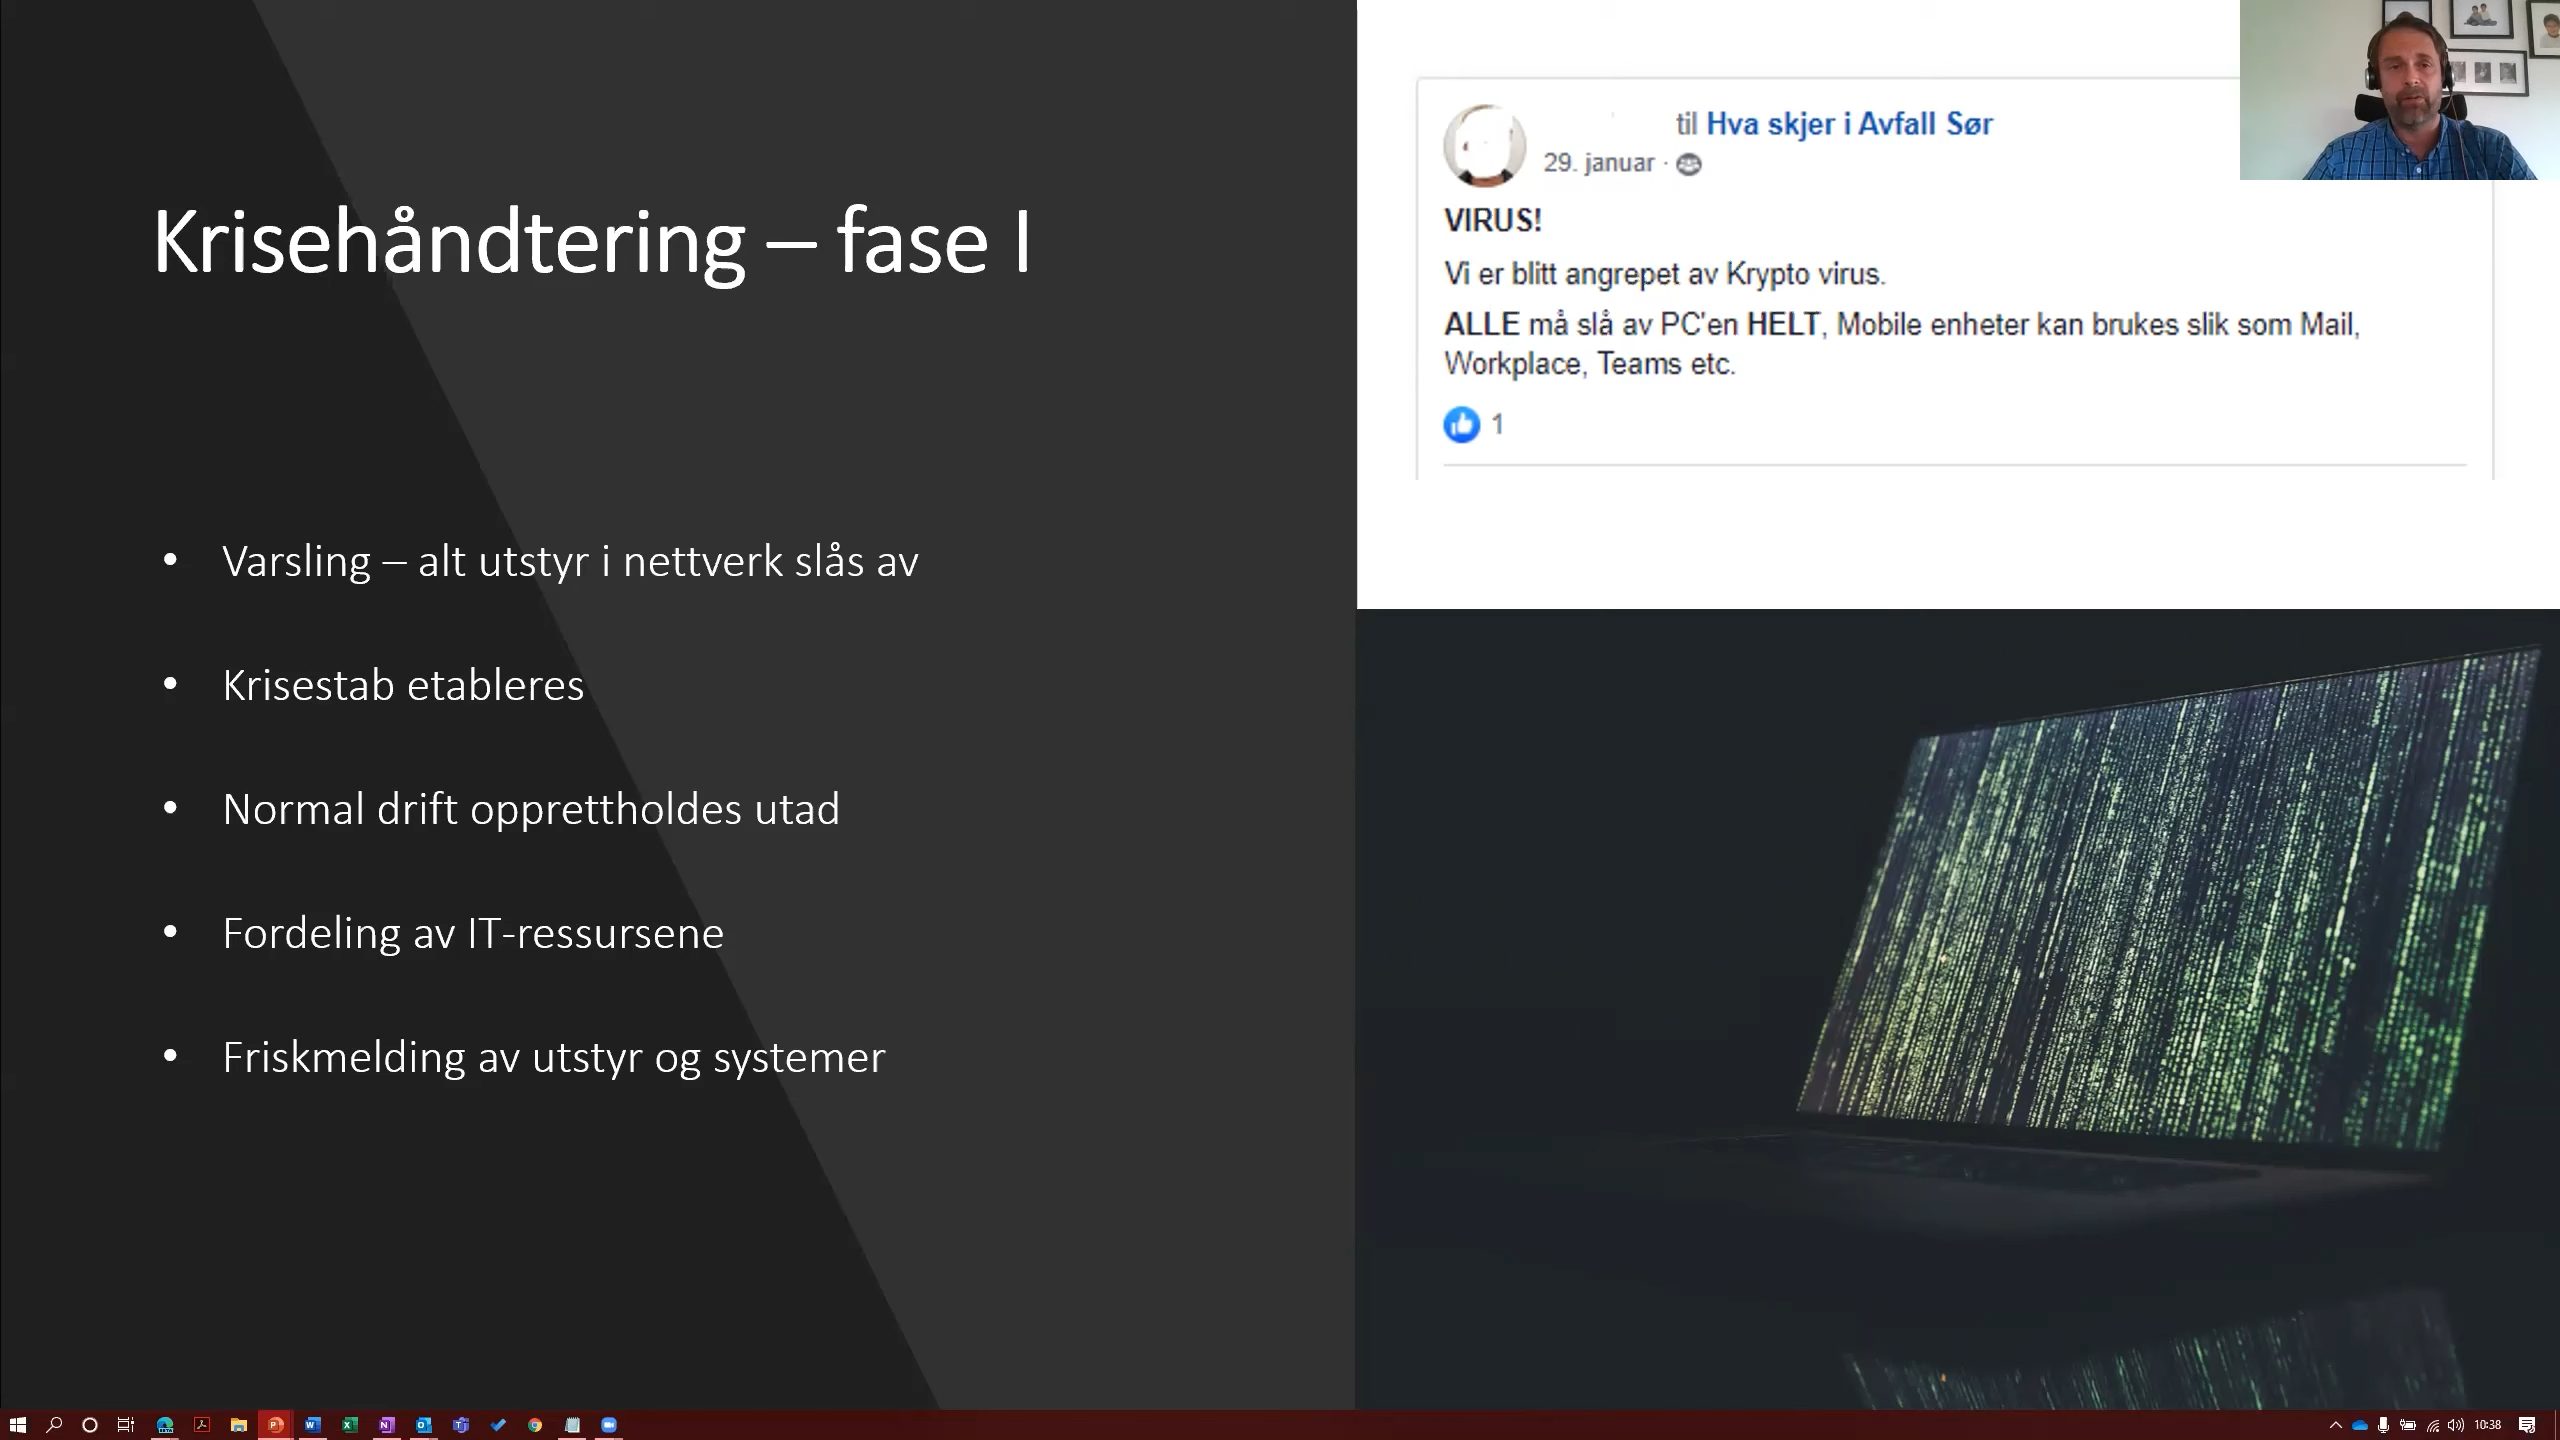 Krisehåndtering – fase I
• Varsling – alt utstyr i nettverk slås av
• Krisestab etableres
• Normal drift opprettholdes utad
• Fordeling av IT-ressursene
• Friskmelding av utstyr og systemer
til Hva skjer i Avfall Sør
29. januar ·
VIRUS!
Vi er blitt angrepet av Krypto virus.
ALLE må slå av PC'en HELT, Mobile enheter kan brukes slik som Mail,
Workplace, Teams etc.
1
10:38